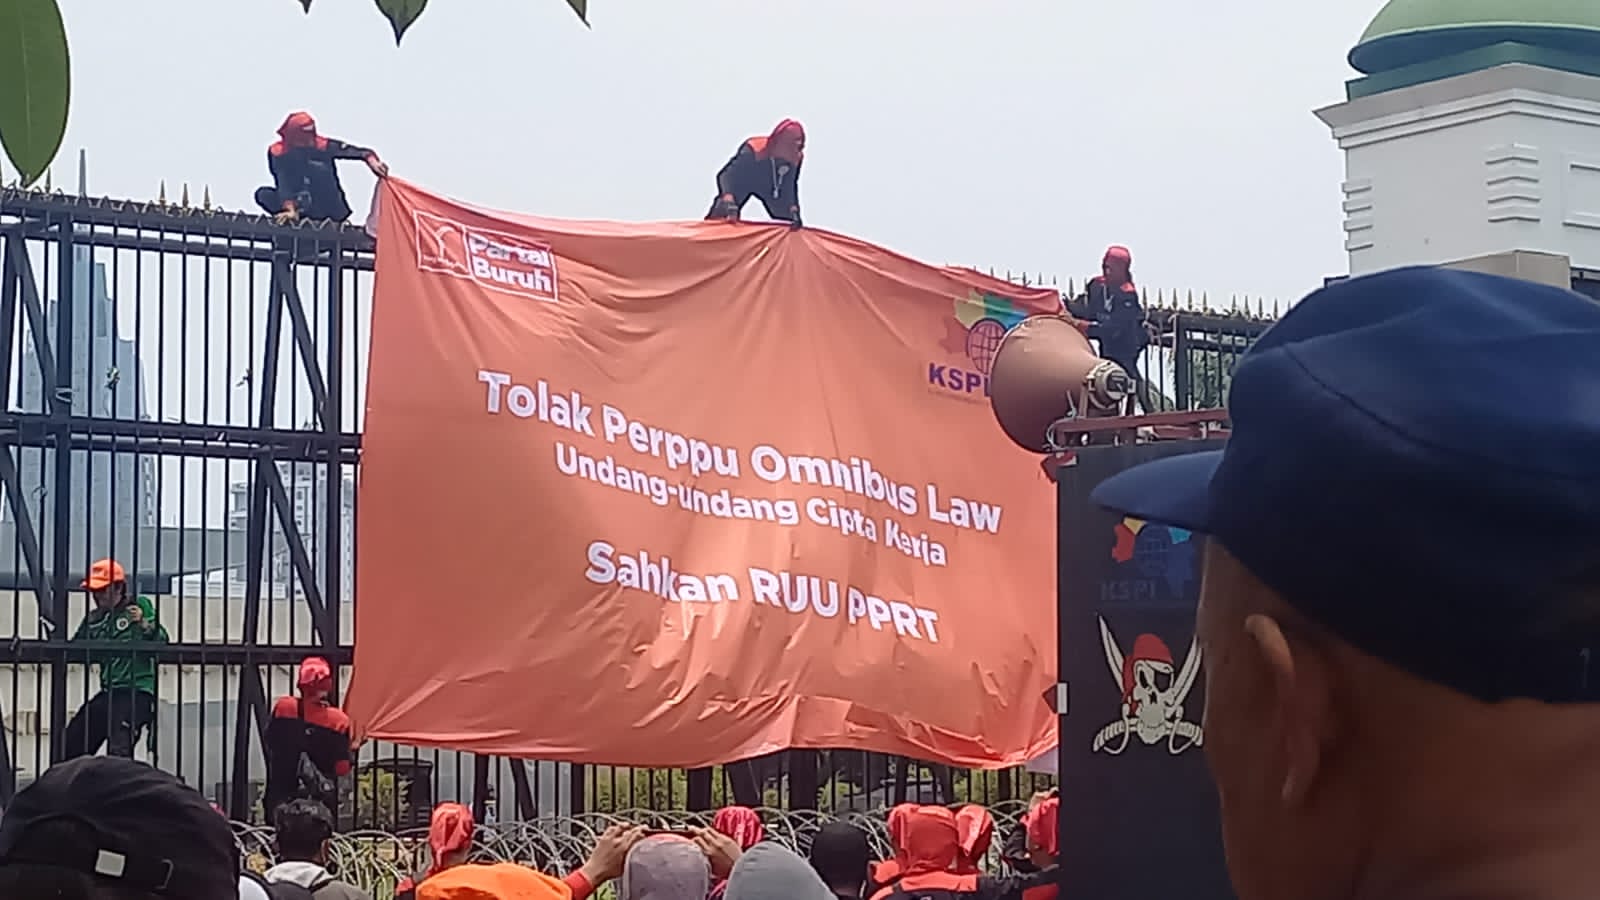 Partai
Buruh
KSPI
Tolak Perppu Omnibus Law
Undang-undang Cipta Kerja
Sahkan RUU PPRT
KSPI